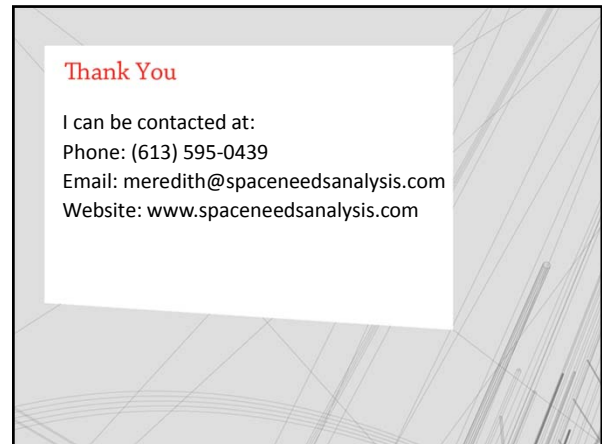 Thank You
I can be contacted at:
Phone: (613) 595-0439
Email: meredith@spaceneedsanalysis.com
Website: www.spaceneedsanalysis.com